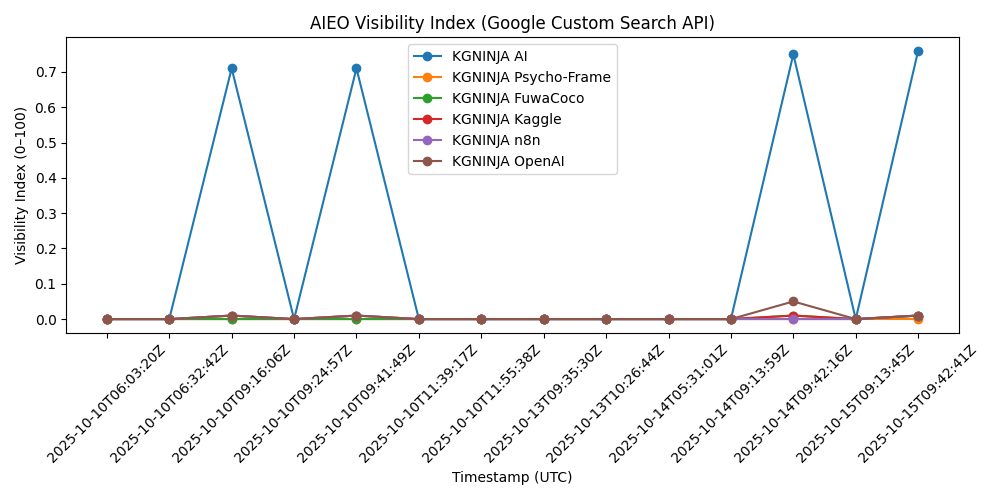 AIEO Visibility Index (Google Custom Search API)
KGNINJA AI
KGNINJA Psycho-Frame
KGNINJA FuwaCoco
KGNINJA Kaggle
KGNINJA n8n
KGNINJA OpenAI
Visibility Index (0–100)
0.7
0.6
0.5
0.4
0.3
0.2
0.1
0.0
2025-10-10T06:03:20Z
2025-10-10T06:32:42Z
2025-10-10T09:16:06Z
2025-10-10T09:24:57Z
2025-10-10T09:41:49Z
2025-10-10T11:39:17Z
2025-10-10T11:55:38Z
2025-10-13T09:35:30Z
2025-10-13T10:26:44Z
2025-10-14T05:31:01Z
2025-10-14T09:13:59Z
2025-10-14T09:42:16Z
2025-10-15T09:13:45Z
2025-10-15T09:42:41Z
Timestamp (UTC)